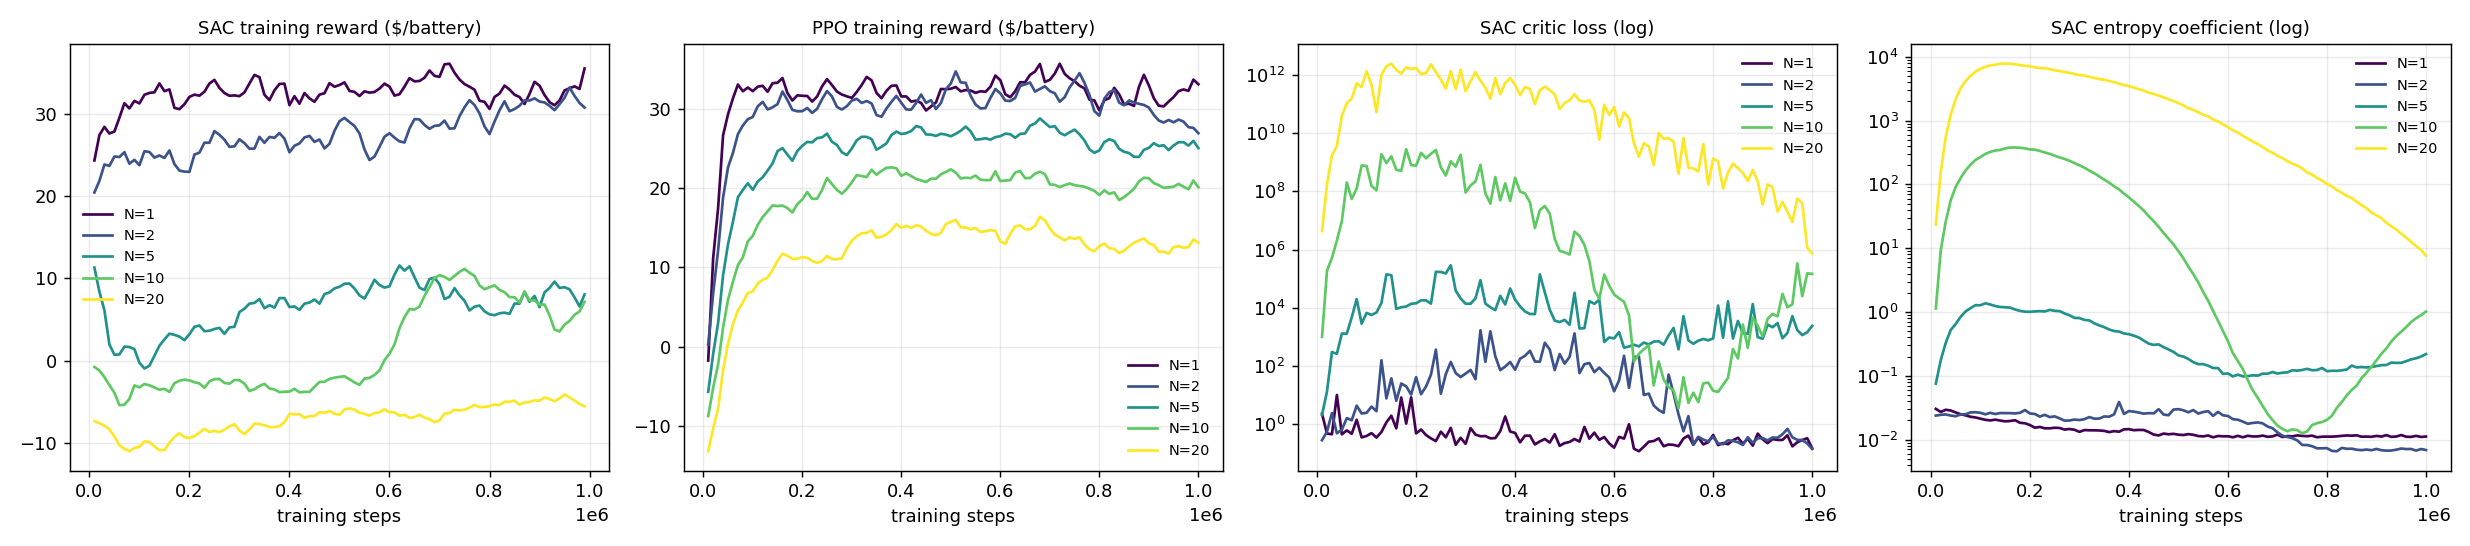 SAC training reward ($/battery)
30
20
10
0
−10
N=1
N=2
N=5
N=10
N=20
0.0 0.2 0.4 0.6 0.8 1.0
1e6
training steps
PPO training reward ($/battery)
30
20
10
0
−10
N=1
N=2
N=5
N=10
N=20
0.0 0.2 0.4 0.6 0.8 1.0
1e6
training steps
SAC critic loss (log)
10¹²
10¹⁰
10⁸
10⁶
10⁴
10²
10⁰
N=1
N=2
N=5
N=10
N=20
0.0 0.2 0.4 0.6 0.8 1.0
1e6
training steps
SAC entropy coefficient (log)
10⁴
10³
10²
10¹
10⁰
10⁻¹
10⁻²
N=1
N=2
N=5
N=10
N=20
0.0 0.2 0.4 0.6 0.8 1.0
1e6
training steps